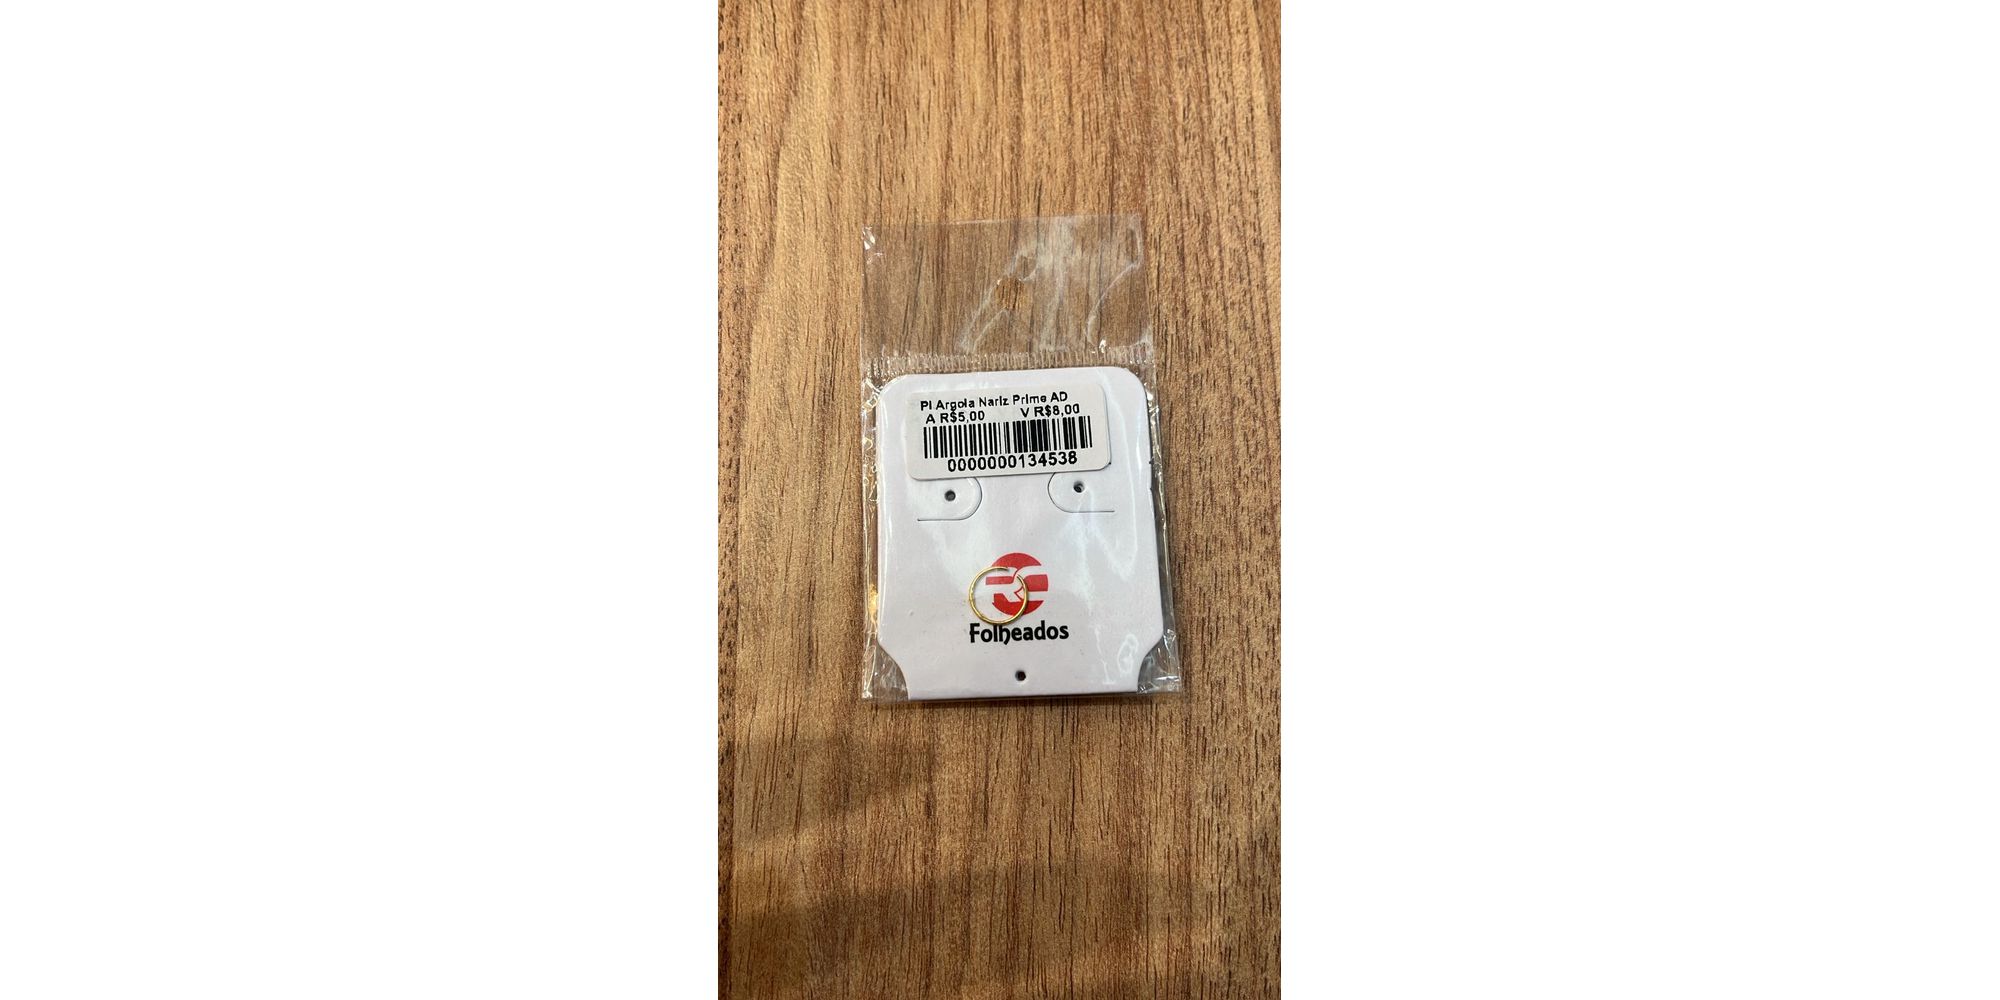 Pl Argola Nariz Prime AD
A R$5,00 V R$8,00
0000000134538
Folheados